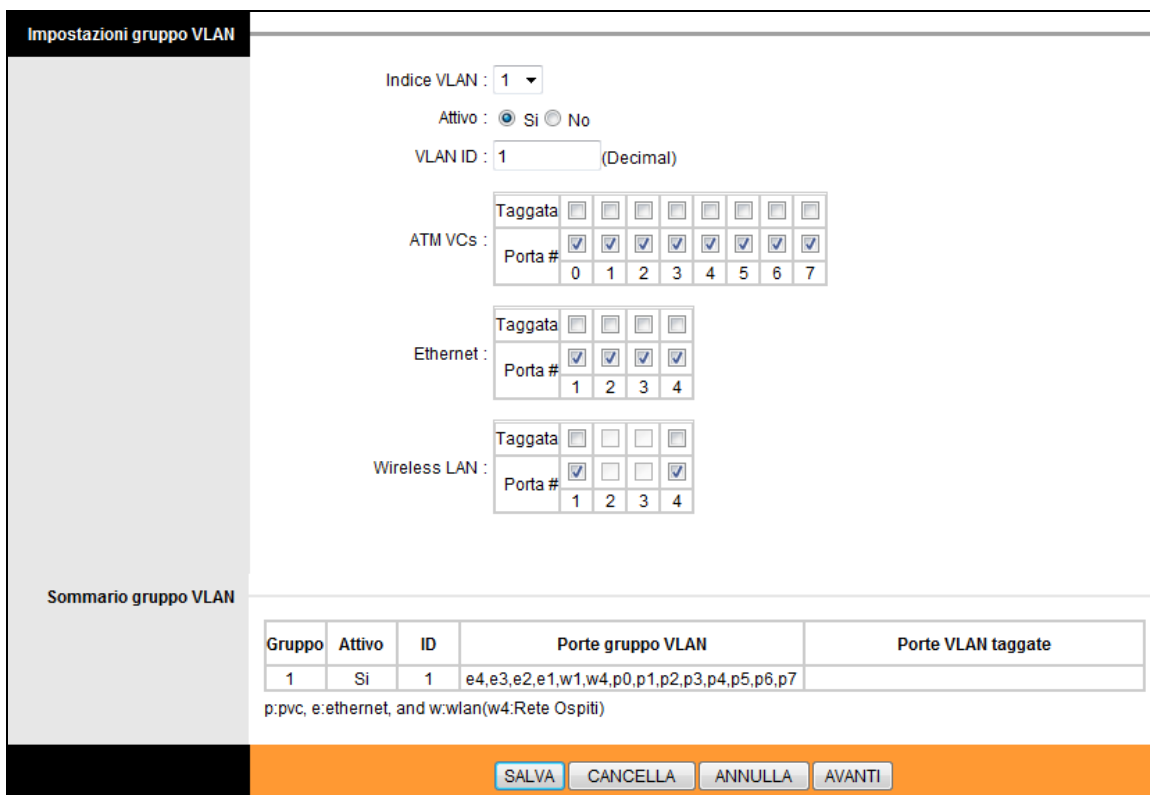 Impostazioni gruppo VLAN
Indice VLAN : 1
Attivo : Si No
VLAN ID : 1 (Decimal)
ATM VCs :
Taggata
Porta #
0 1 2 3 4 5 6 7
Ethernet :
Taggata
Porta #
1 2 3 4
Wireless LAN :
Taggata
Porta #
1 2 3 4
Sommario gruppo VLAN
Gruppo Attivo ID Porte gruppo VLAN Porte VLAN taggate
1 Si 1 e4,e3,e2,e1,w1,w4,p0,p1,p2,p3,p4,p5,p6,p7
p:pvc, e:ethernet, and w:wlan(w4:Rete Ospiti)
SALVA CANCELLA ANNULLA AVANTI